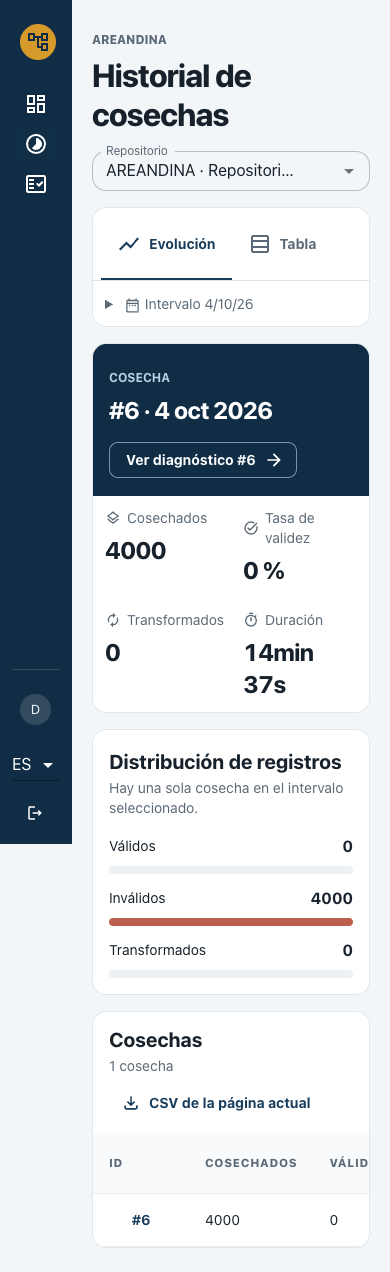 AREANDINA
Historial de
cosechas
Repositorio
AREANDINA · Repositori...
Evolución
Tabla
Intervalo 4/10/26
COSECHA
#6 · 4 oct 2026
Ver diagnóstico #6
Cosechados
4000
Tasa de
validez
0 %
Transformados
0
Duración
14min
37s
D
ES
Distribución de registros
Hay una sola cosecha en el intervalo
seleccionado.
Válidos 0
Inválidos 4000
Transformados 0
Cosechas
1 cosecha
CSV de la página actual
ID COSECHADOS VÁLID
#6 4000 0